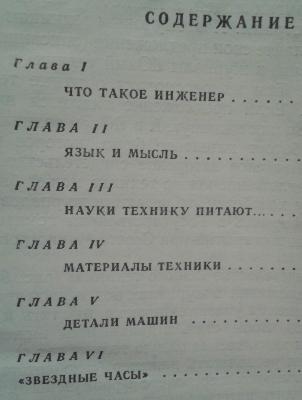 СОДЕРЖАНИЕ
Глава I
ЧТО ТАКОЕ ИНЖЕНЕР . . . . .
ГЛАВА II
ЯЗЫК И МЫСЛЬ . . . . . . . .
ГЛАВА III
НАУКИ ТЕХНИКУ ПИТАЮТ... . . .
ГЛАВА IV
МАТЕРИАЛЫ ТЕХНИКИ . . . . .
ГЛАВА V
ДЕТАЛИ МАШИН . . . . . . . .
ГЛАВА VI
«ЗВЕЗДНЫЕ ЧАСЫ» . . . . . . . .